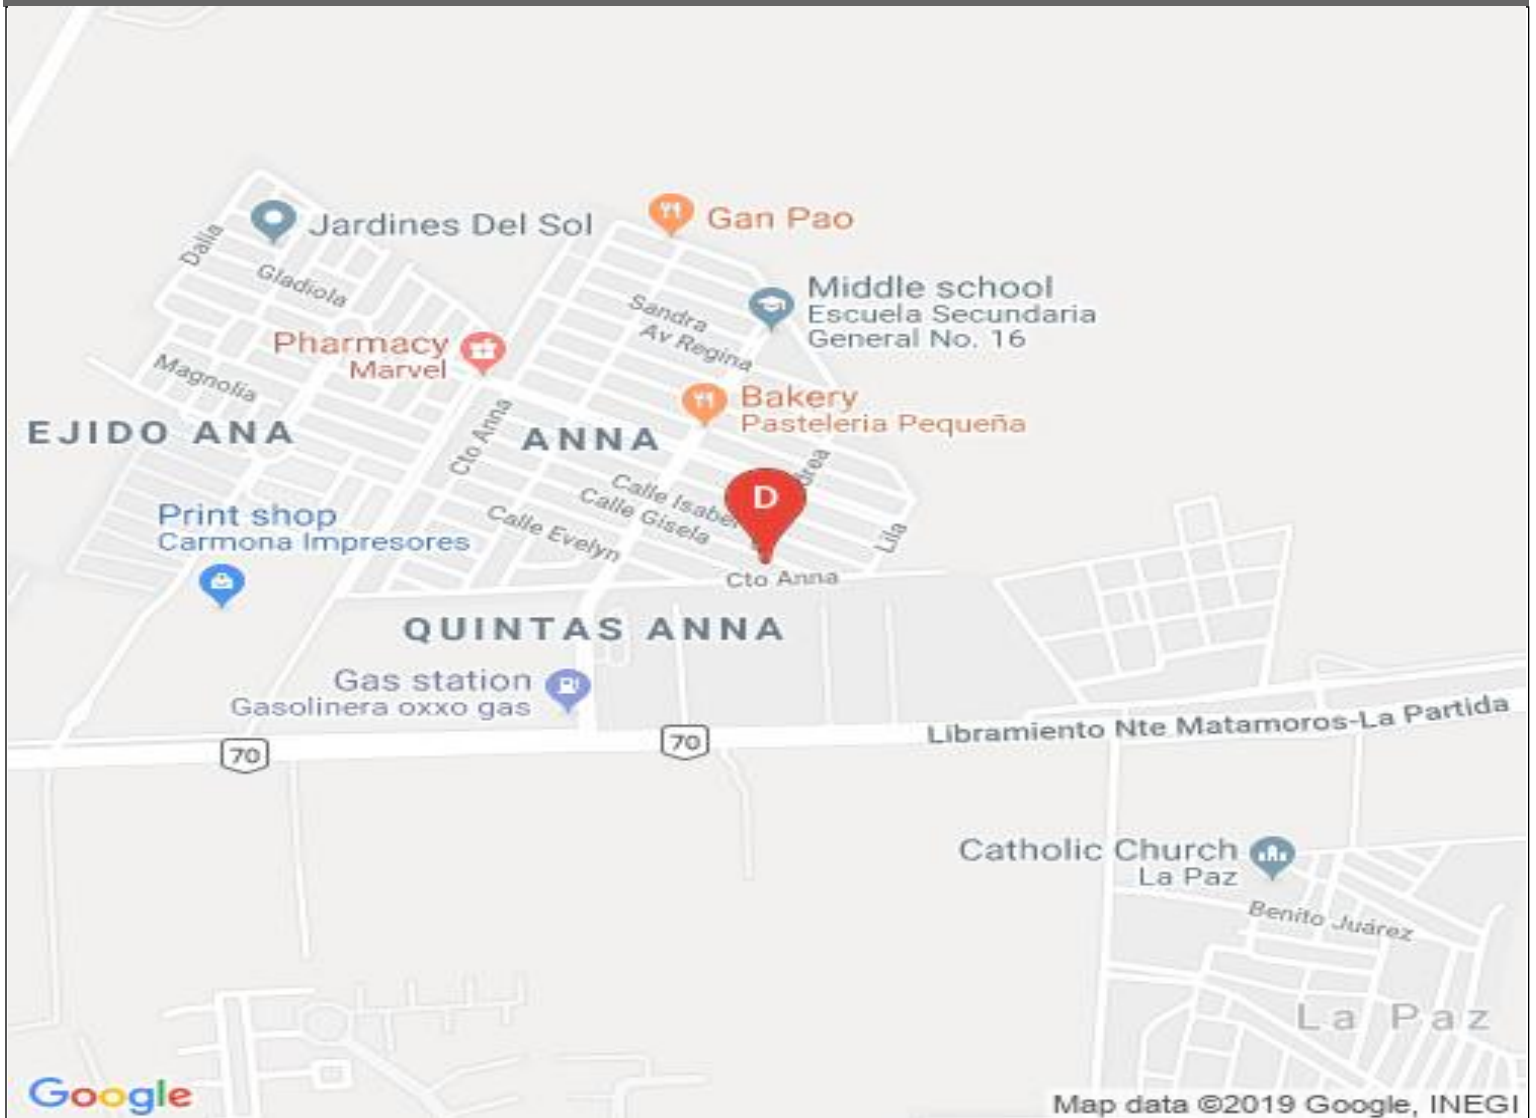 Jardines Del Sol
Gan Pao
Dalia
Gladiola
Middle school
Escuela Secundaria
General No. 16
Sandra
Av Regina
Pharmacy
Marvel
Magnolia
Bakery
Pasteleria Pequeña
EJIDO ANA
Cto Anna
ANNA
Calle Isabel
Calle Gisela
Calle Evelyn
D
Lila
Print shop
Carmona Impresores
Cto Anna
QUINTAS ANNA
Gas station
Gasolinera oxxo gas
70
70
Libramiento Nte Matamoros-La Partida
Catholic Church
La Paz
Benito Juárez
La Paz
Google
Map data ©2019 Google, INEGI